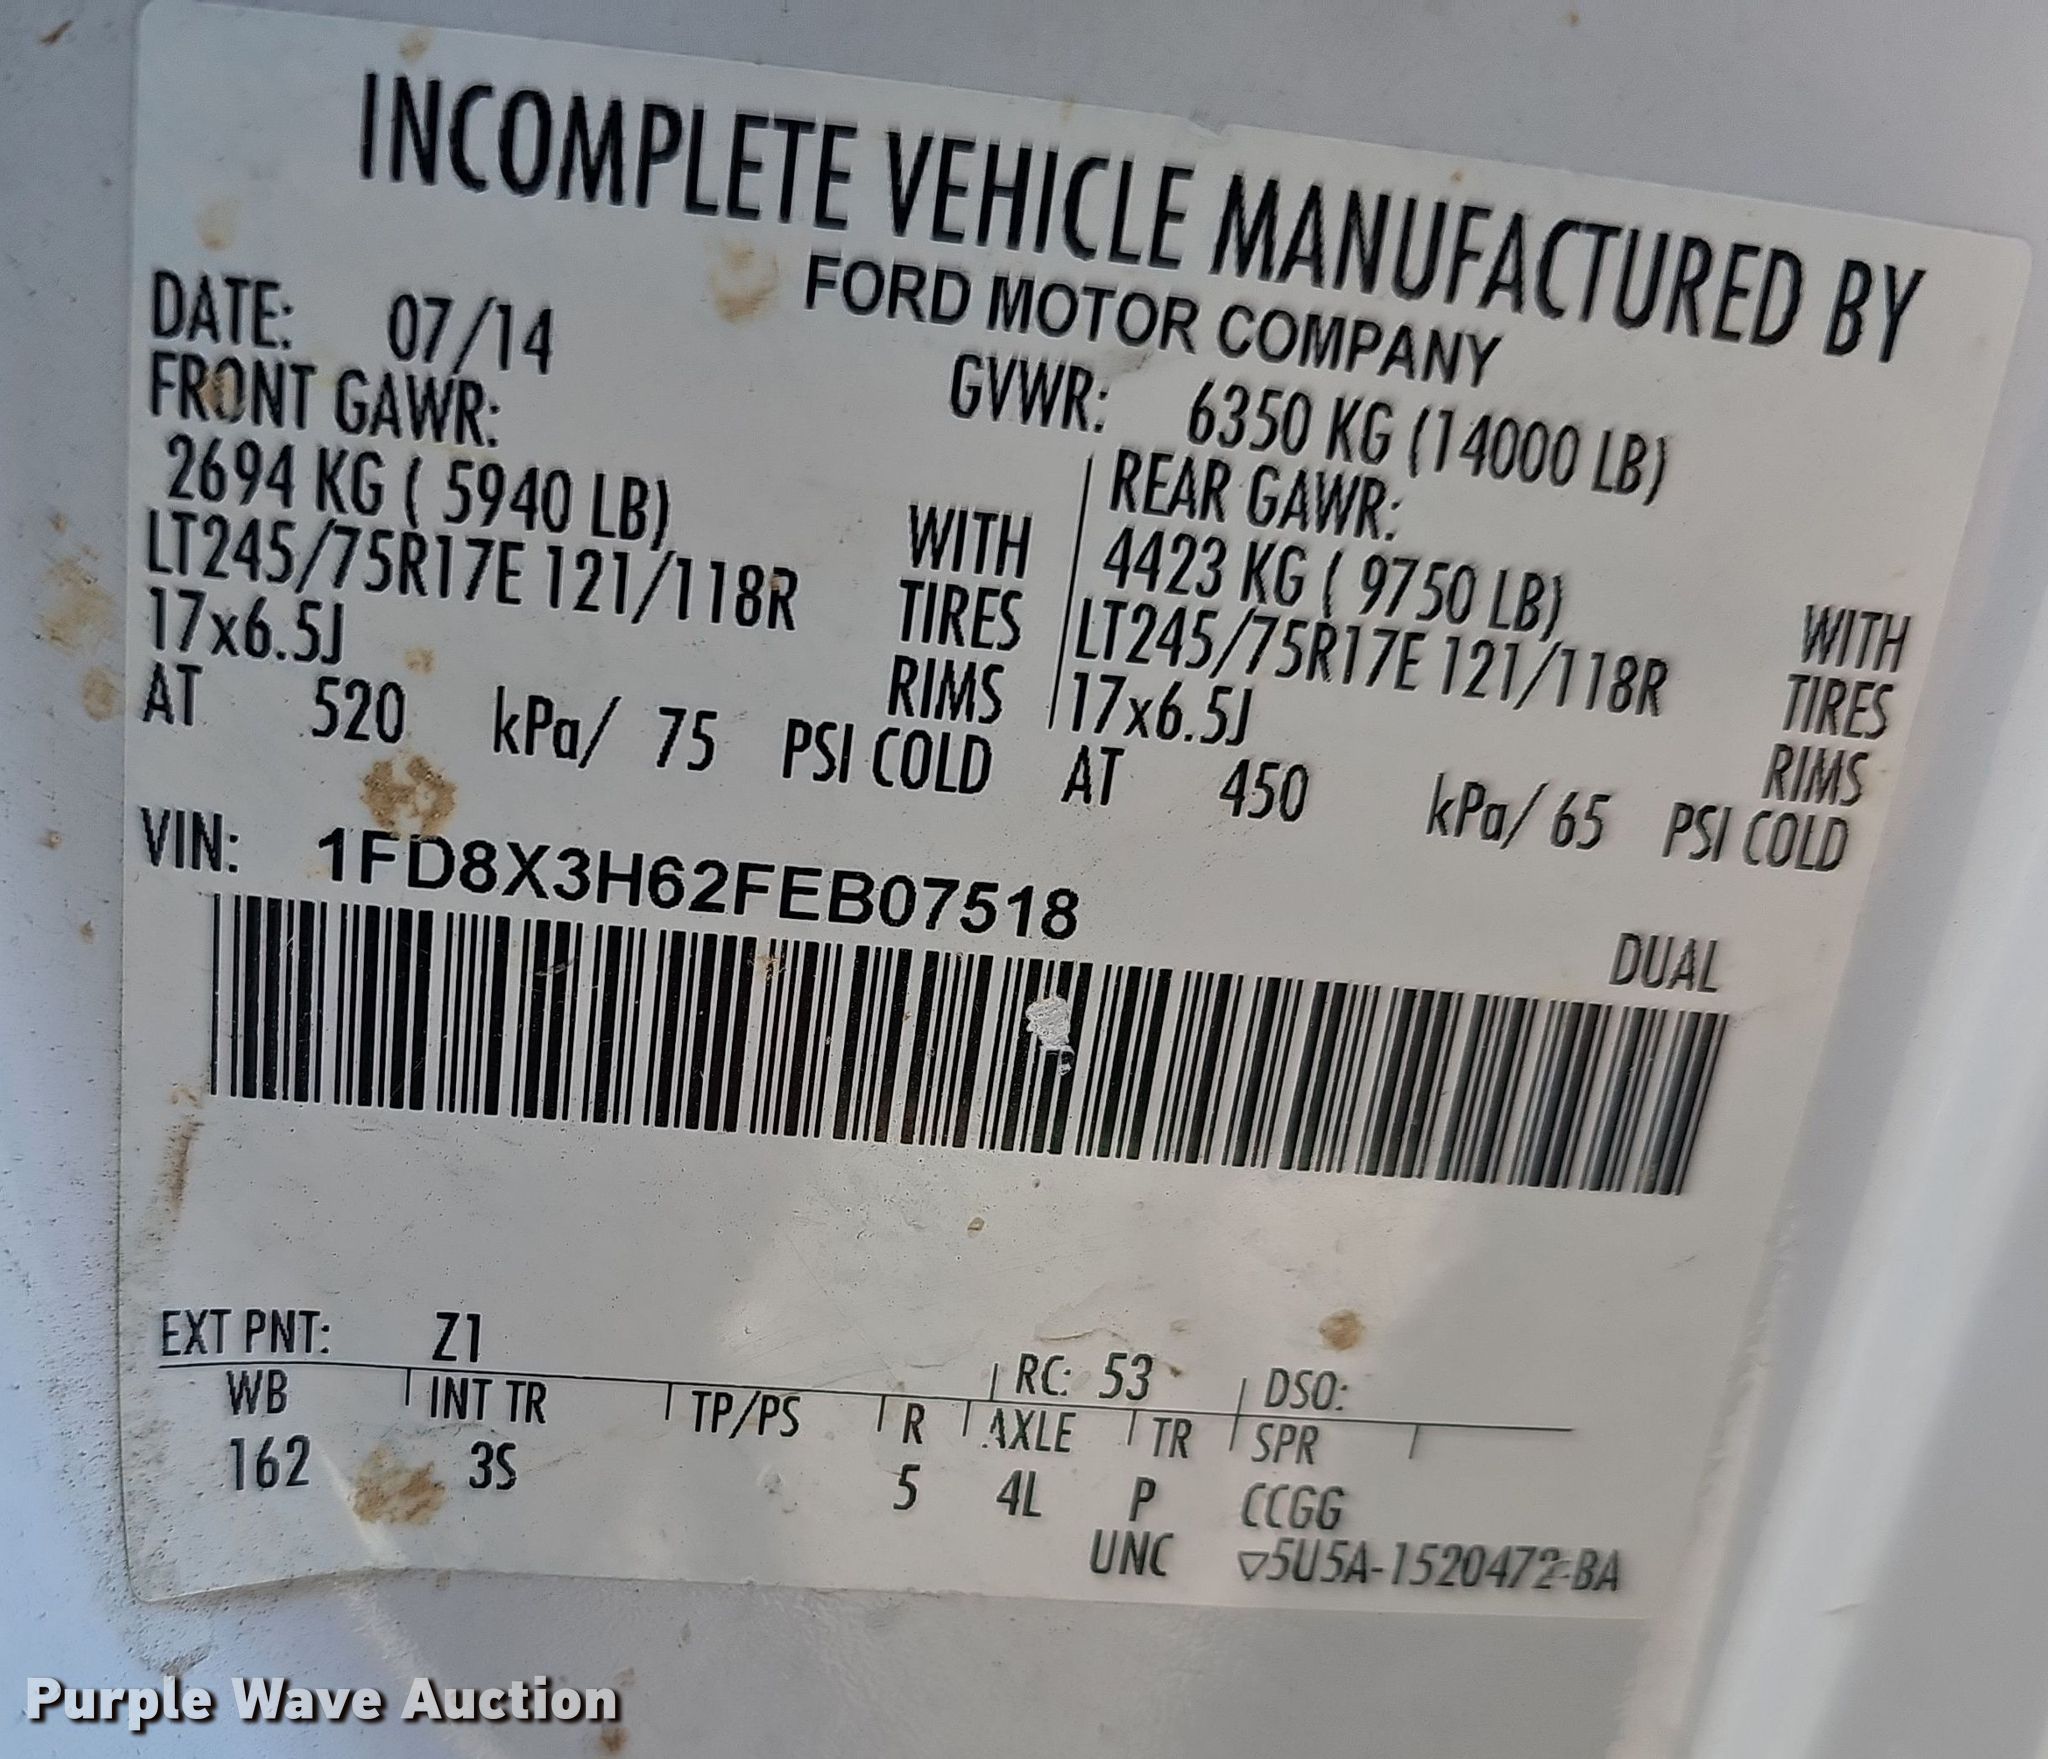 INCOMPLETE VEHICLE MANUFACTURED BY
FORD MOTOR COMPANY
DATE: 07/14 GVWR: 6350 KG (14000 LB)
FRONT GAWR: REAR GAWR:
2694 KG ( 5940 LB) WITH 4423 KG ( 9750 LB) WITH
LT245/75R17E 121/118R TIRES LT245/75R17E 121/118R TIRES
17x6.5J RIMS 17x6.5J RIMS
AT 520 kPa/ 75 PSI COLD AT 450 kPa/ 65 PSI COLD
VIN: 1FD8X3H62FEB07518
DUAL
EXT PNT: Z1 RC: 53 DSO:
WB INT TR TP/PS R AXLE TR SPR
162 3S 5 4L P CCGG
UNC ▽5U5A-1520472-BA
Purple Wave Auction